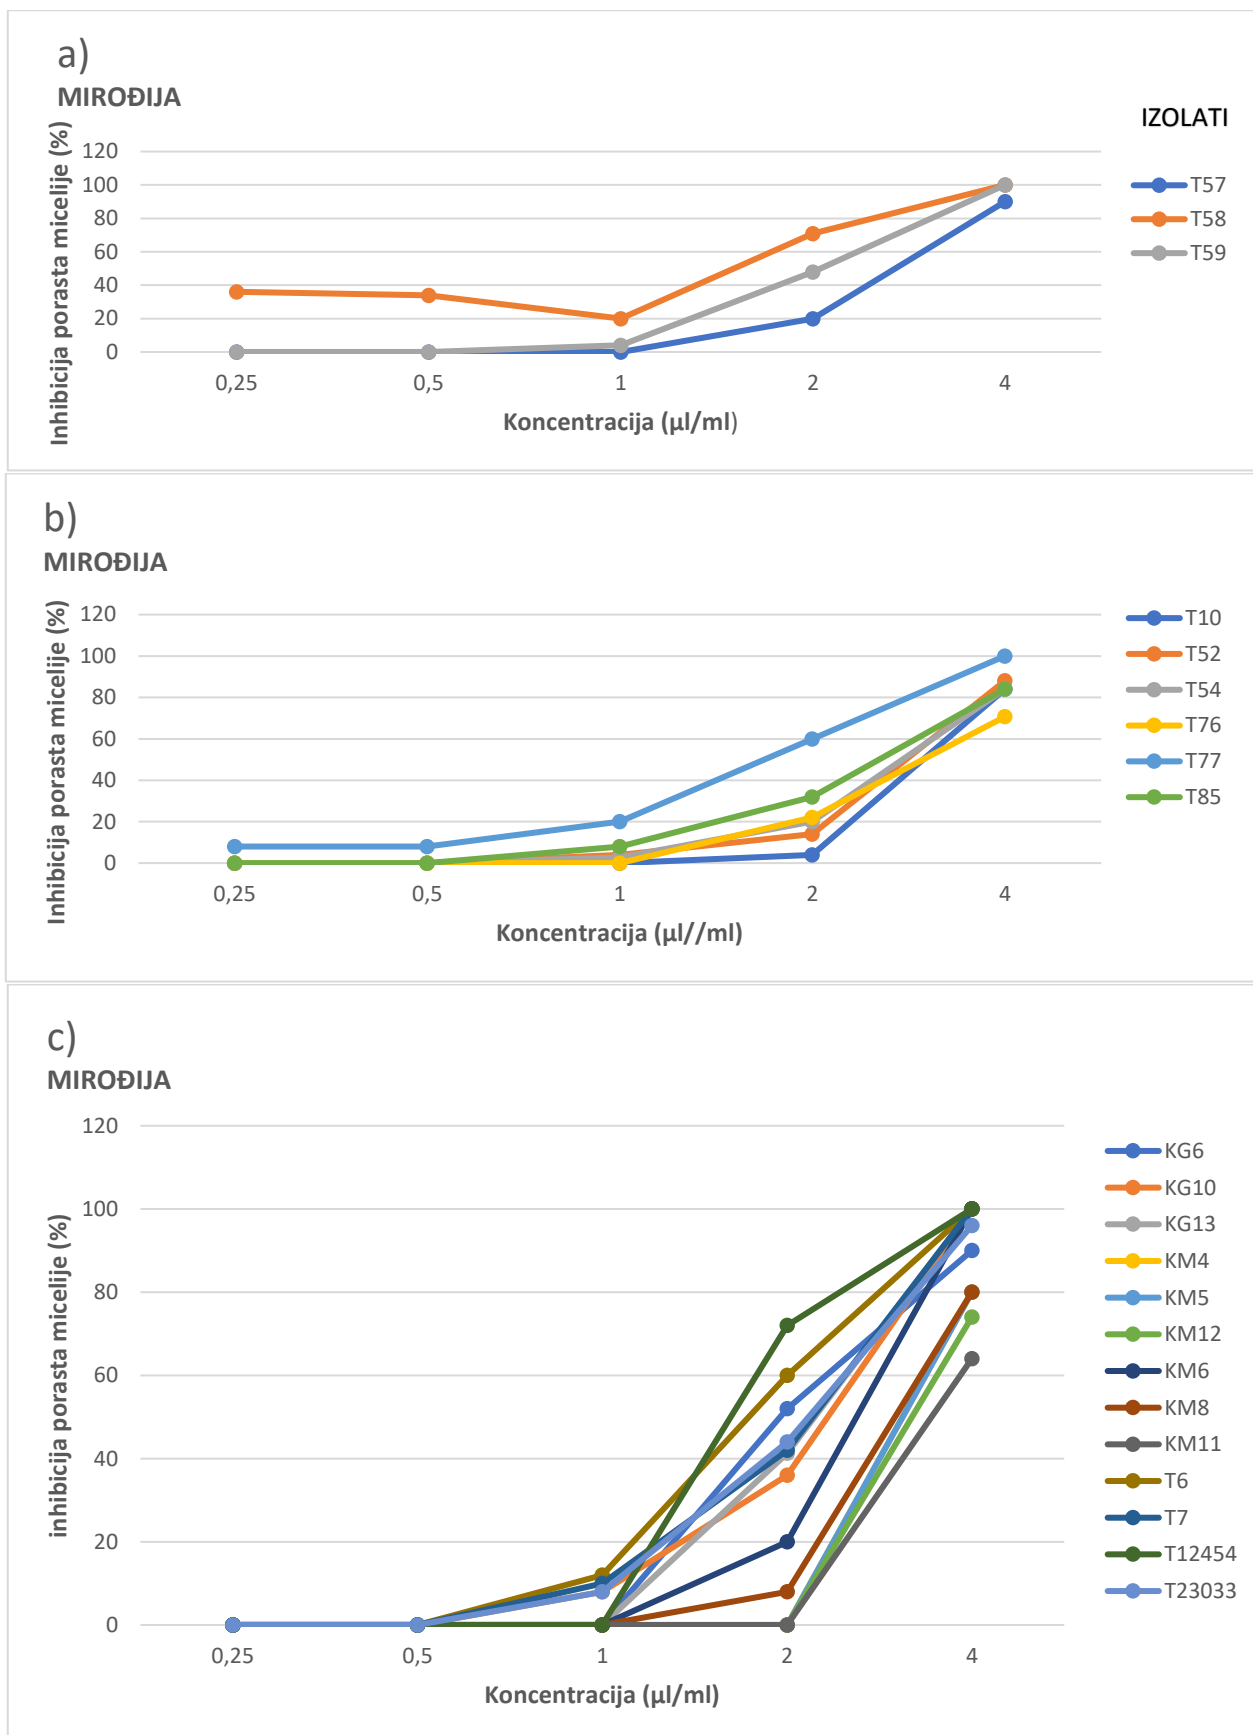 a)
MIROĐIJA
IZOLATI
Inhibicija porasta micelije (%)
120
100
80
60
40
20
0
0,25
0,5
1
2
4
Koncentracija (µl/ml)
T57
T58
T59
b)
MIROĐIJA
Inhibicija porasta micelije (%)
120
100
80
60
40
20
0
0,25
0,5
1
2
4
Koncentracija (µl//ml)
T10
T52
T54
T76
T77
T85
c)
MIROĐIJA
inhibicija porasta micelije (%)
120
100
80
60
40
20
0
0,25
0,5
1
2
4
Koncentracija (µl/ml)
KG6
KG10
KG13
KM4
KM5
KM12
KM6
KM8
KM11
T6
T7
T12454
T23033